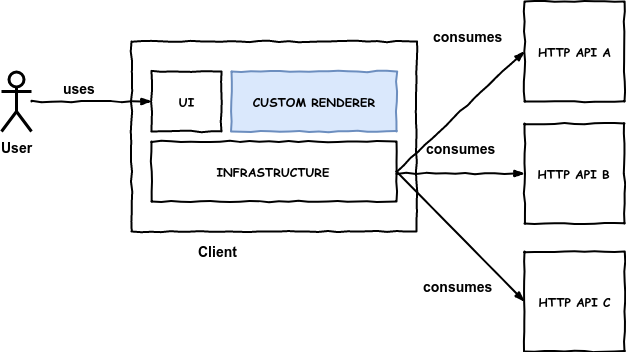 consumes
HTTP API A
uses
UI
CUSTOM RENDERER
User
consumes
INFRASTRUCTURE
HTTP API B
Client
consumes
HTTP API C